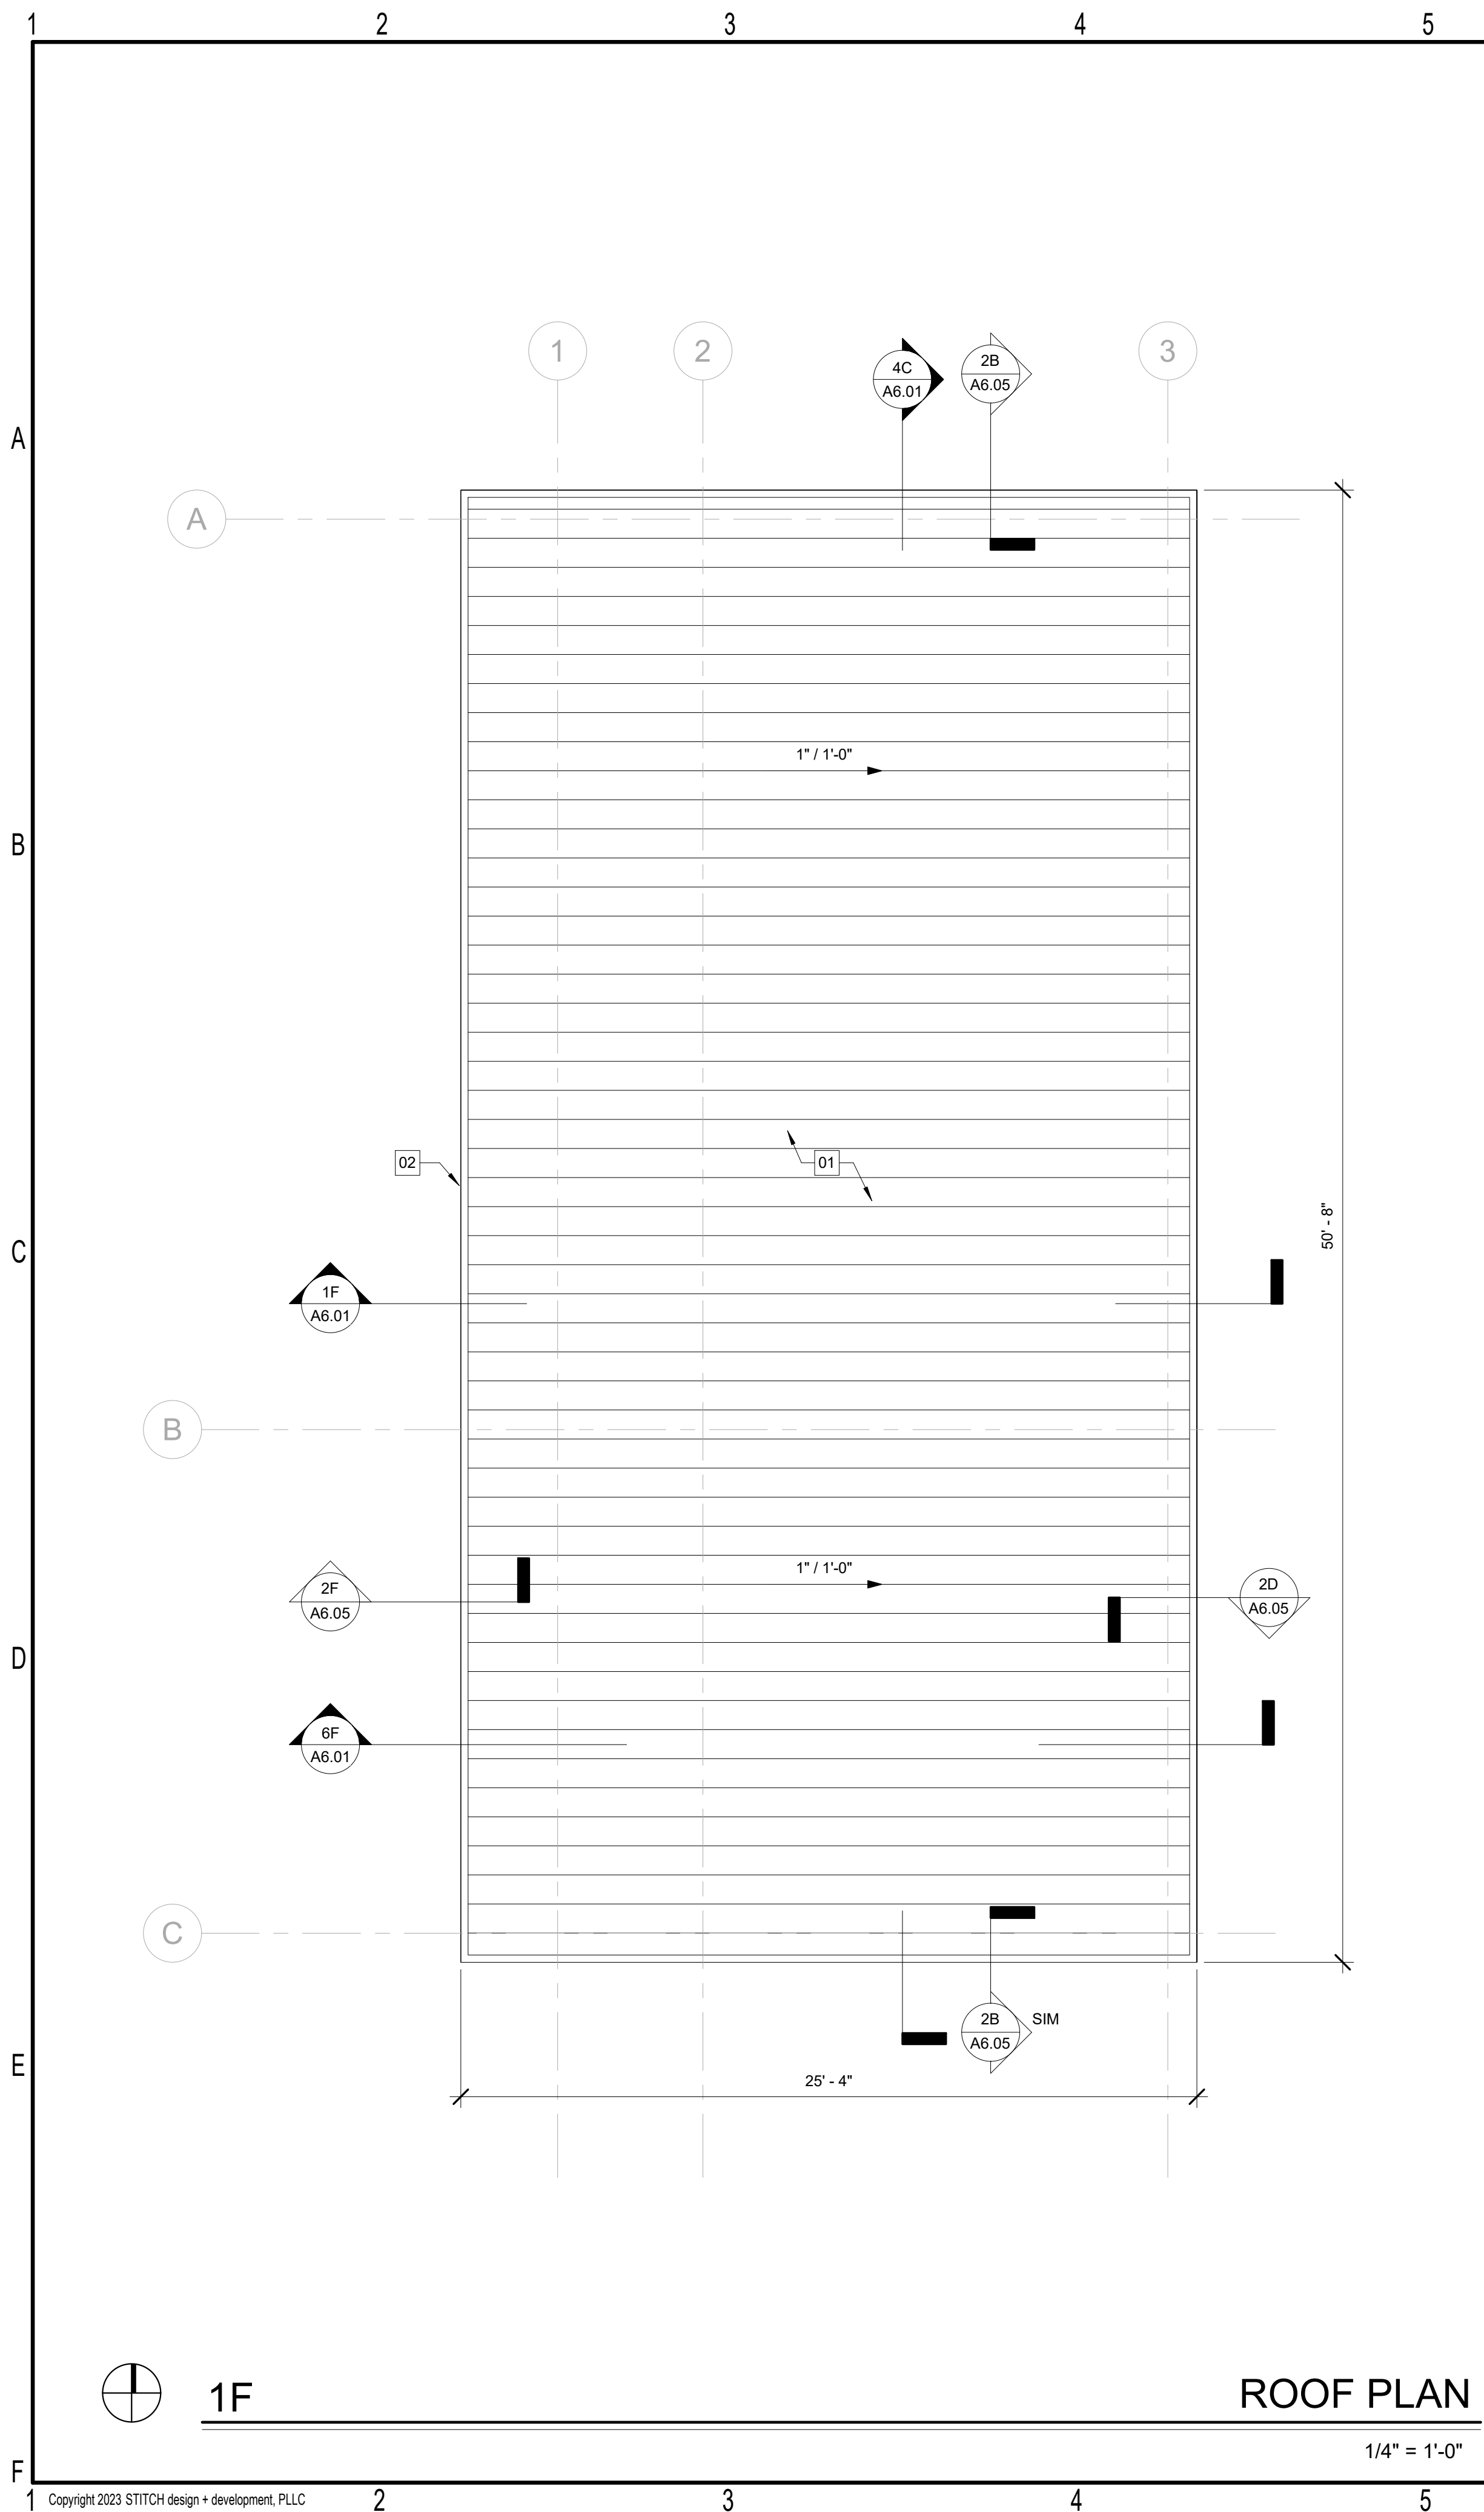 1 2 3 4 5
1 2 3
4C
A6.01
2B
A6.05
A
A
1" / 1'-0"
B
02
01
50' - 8"
C
1F
A6.01
B
1" / 1'-0"
2F
A6.05
2D
A6.05
D
6F
A6.01
C
2B
A6.05
SIM
E
25' - 4"
1F
ROOF PLAN
1/4" = 1'-0"
F
1 2 3 4 5
Copyright 2023 STITCH design + development, PLLC